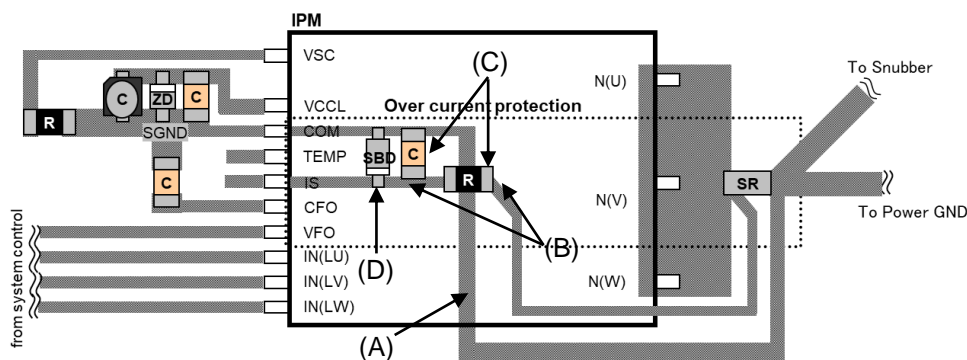 IPM
VSC
(C)
N(U)
To Snubber
C
ZD
C
VCCL
Over current protection
R
SGND
COM
TEMP
SBD
C
R
SR
C
IS
N(V)
CFO
To Power GND
VFO
(D)
(B)
from system control
IN(LU)
IN(LV)
N(W)
IN(LW)
(A)